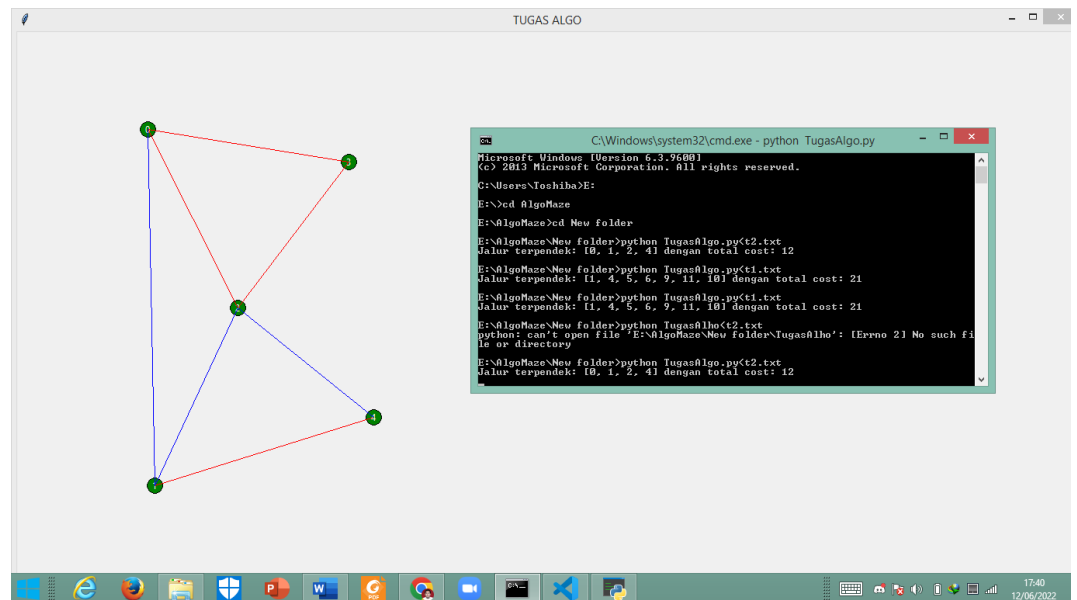 TUGAS ALGO
0
3
2
4
1
C:\Windows\system32\cmd.exe - python TugasAlgo.py
Microsoft Windows [Version 6.3.9600]
(c) 2013 Microsoft Corporation. All rights reserved.
C:\Users\Toshiba>E:
E:\>cd AlgoMaze
E:\AlgoMaze>cd New folder
E:\AlgoMaze\New folder>python TugasAlgo.py<t2.txt
Jalur terpendek: [0, 1, 2, 4] dengan total cost: 12
E:\AlgoMaze\New folder>python TugasAlgo.py<t1.txt
Jalur terpendek: [1, 4, 5, 6, 9, 11, 10] dengan total cost: 21
E:\AlgoMaze\New folder>python TugasAlgo.py<t1.txt
Jalur terpendek: [1, 4, 5, 6, 9, 11, 10] dengan total cost: 21
E:\AlgoMaze\New folder>python TugasAlho<t2.txt
python: can't open file 'E:\AlgoMaze\New folder\TugasAlho': [Errno 2] No such fi
le or directory
E:\AlgoMaze\New folder>python TugasAlgo.py<t2.txt
Jalur terpendek: [0, 1, 2, 4] dengan total cost: 12
17:40
12/06/2022